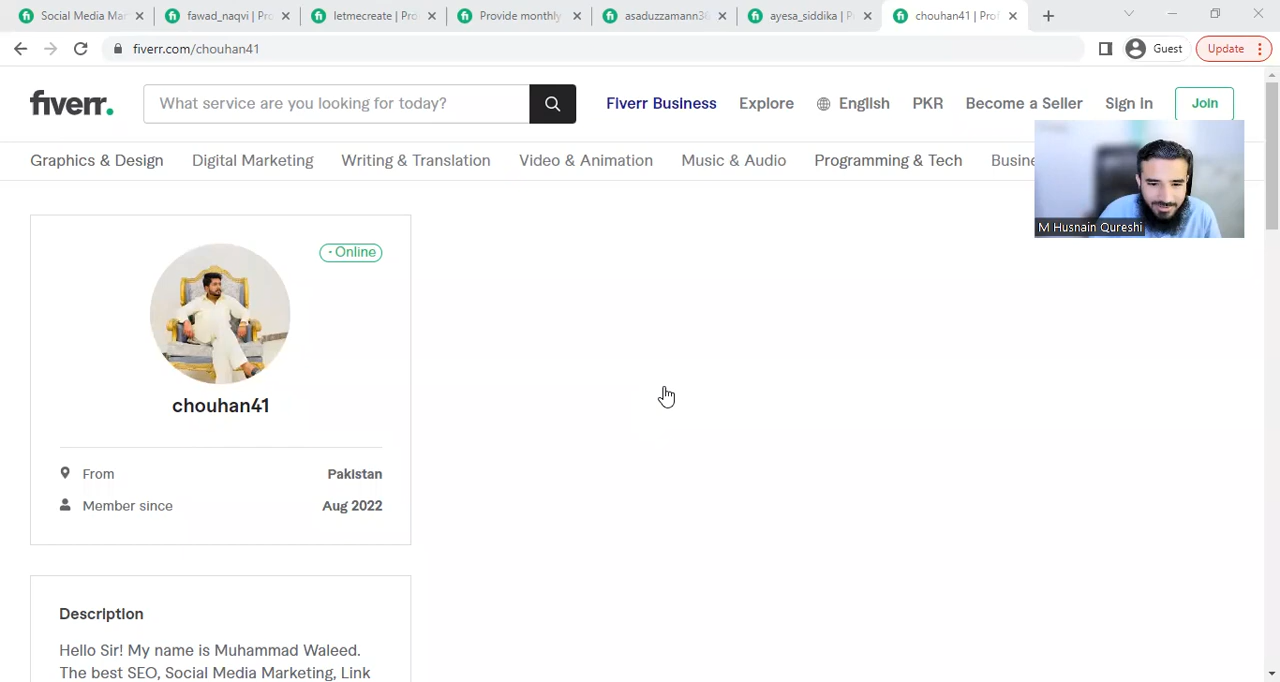 Social Media Ma
fawad_naqvi | Pro
letmecreate | Pro
Provide monthly
asaduzzamann36
ayesa_siddika | P
chouhan41 | Prof
fiverr.com/chouhan41
Guest
Update
fiverr.
What service are you looking for today?
Fiverr Business
Explore
English
PKR
Become a Seller
Sign in
Join
Graphics & Design
Digital Marketing
Writing & Translation
Video & Animation
Music & Audio
Programming & Tech
Busine
M Husnain Qureshi
Online
chouhan41
From
Pakistan
Member since
Aug 2022
Description
Hello Sir! My name is Muhammad Waleed.
The best SEO, Social Media Marketing, Link